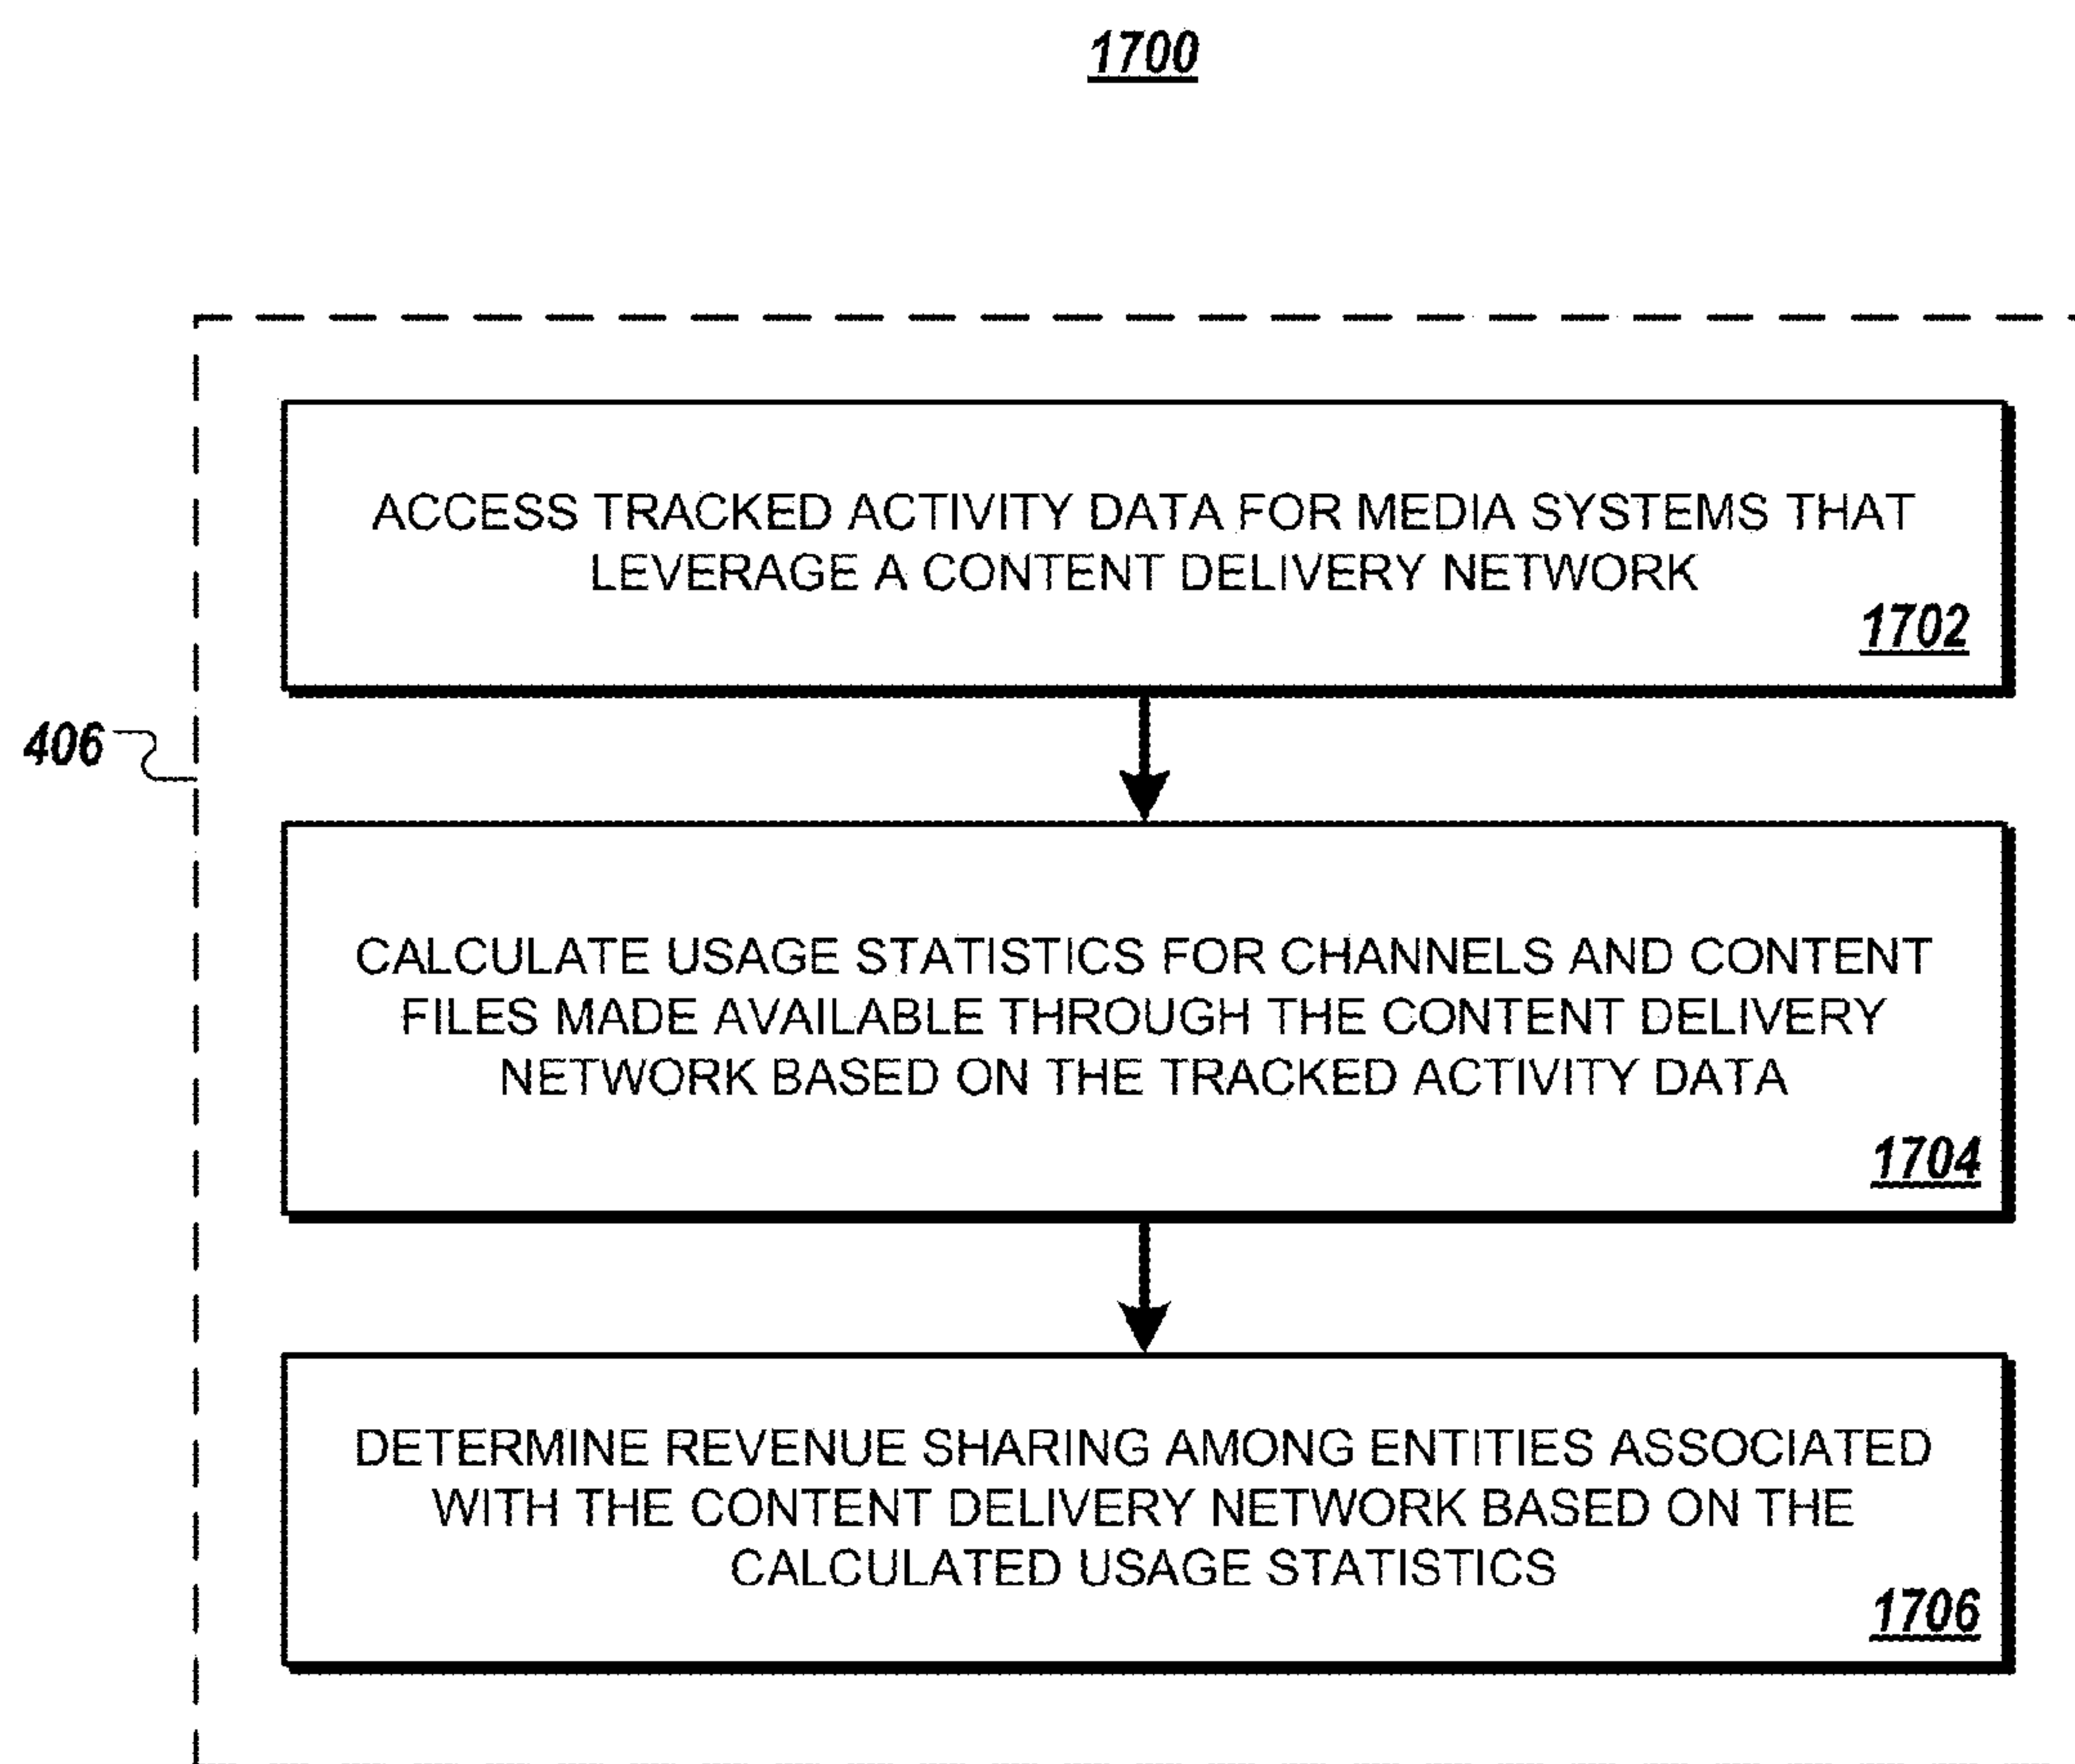 1700
ACCESS TRACKED ACTIVITY DATA FOR MEDIA SYSTEMS THAT
LEVERAGE A CONTENT DELIVERY NETWORK
1702
406
CALCULATE USAGE STATISTICS FOR CHANNELS AND CONTENT
FILES MADE AVAILABLE THROUGH THE CONTENT DELIVERY
NETWORK BASED ON THE TRACKED ACTIVITY DATA
1704
DETERMINE REVENUE SHARING AMONG ENTITIES ASSOCIATED
WITH THE CONTENT DELIVERY NETWORK BASED ON THE
CALCULATED USAGE STATISTICS
1706